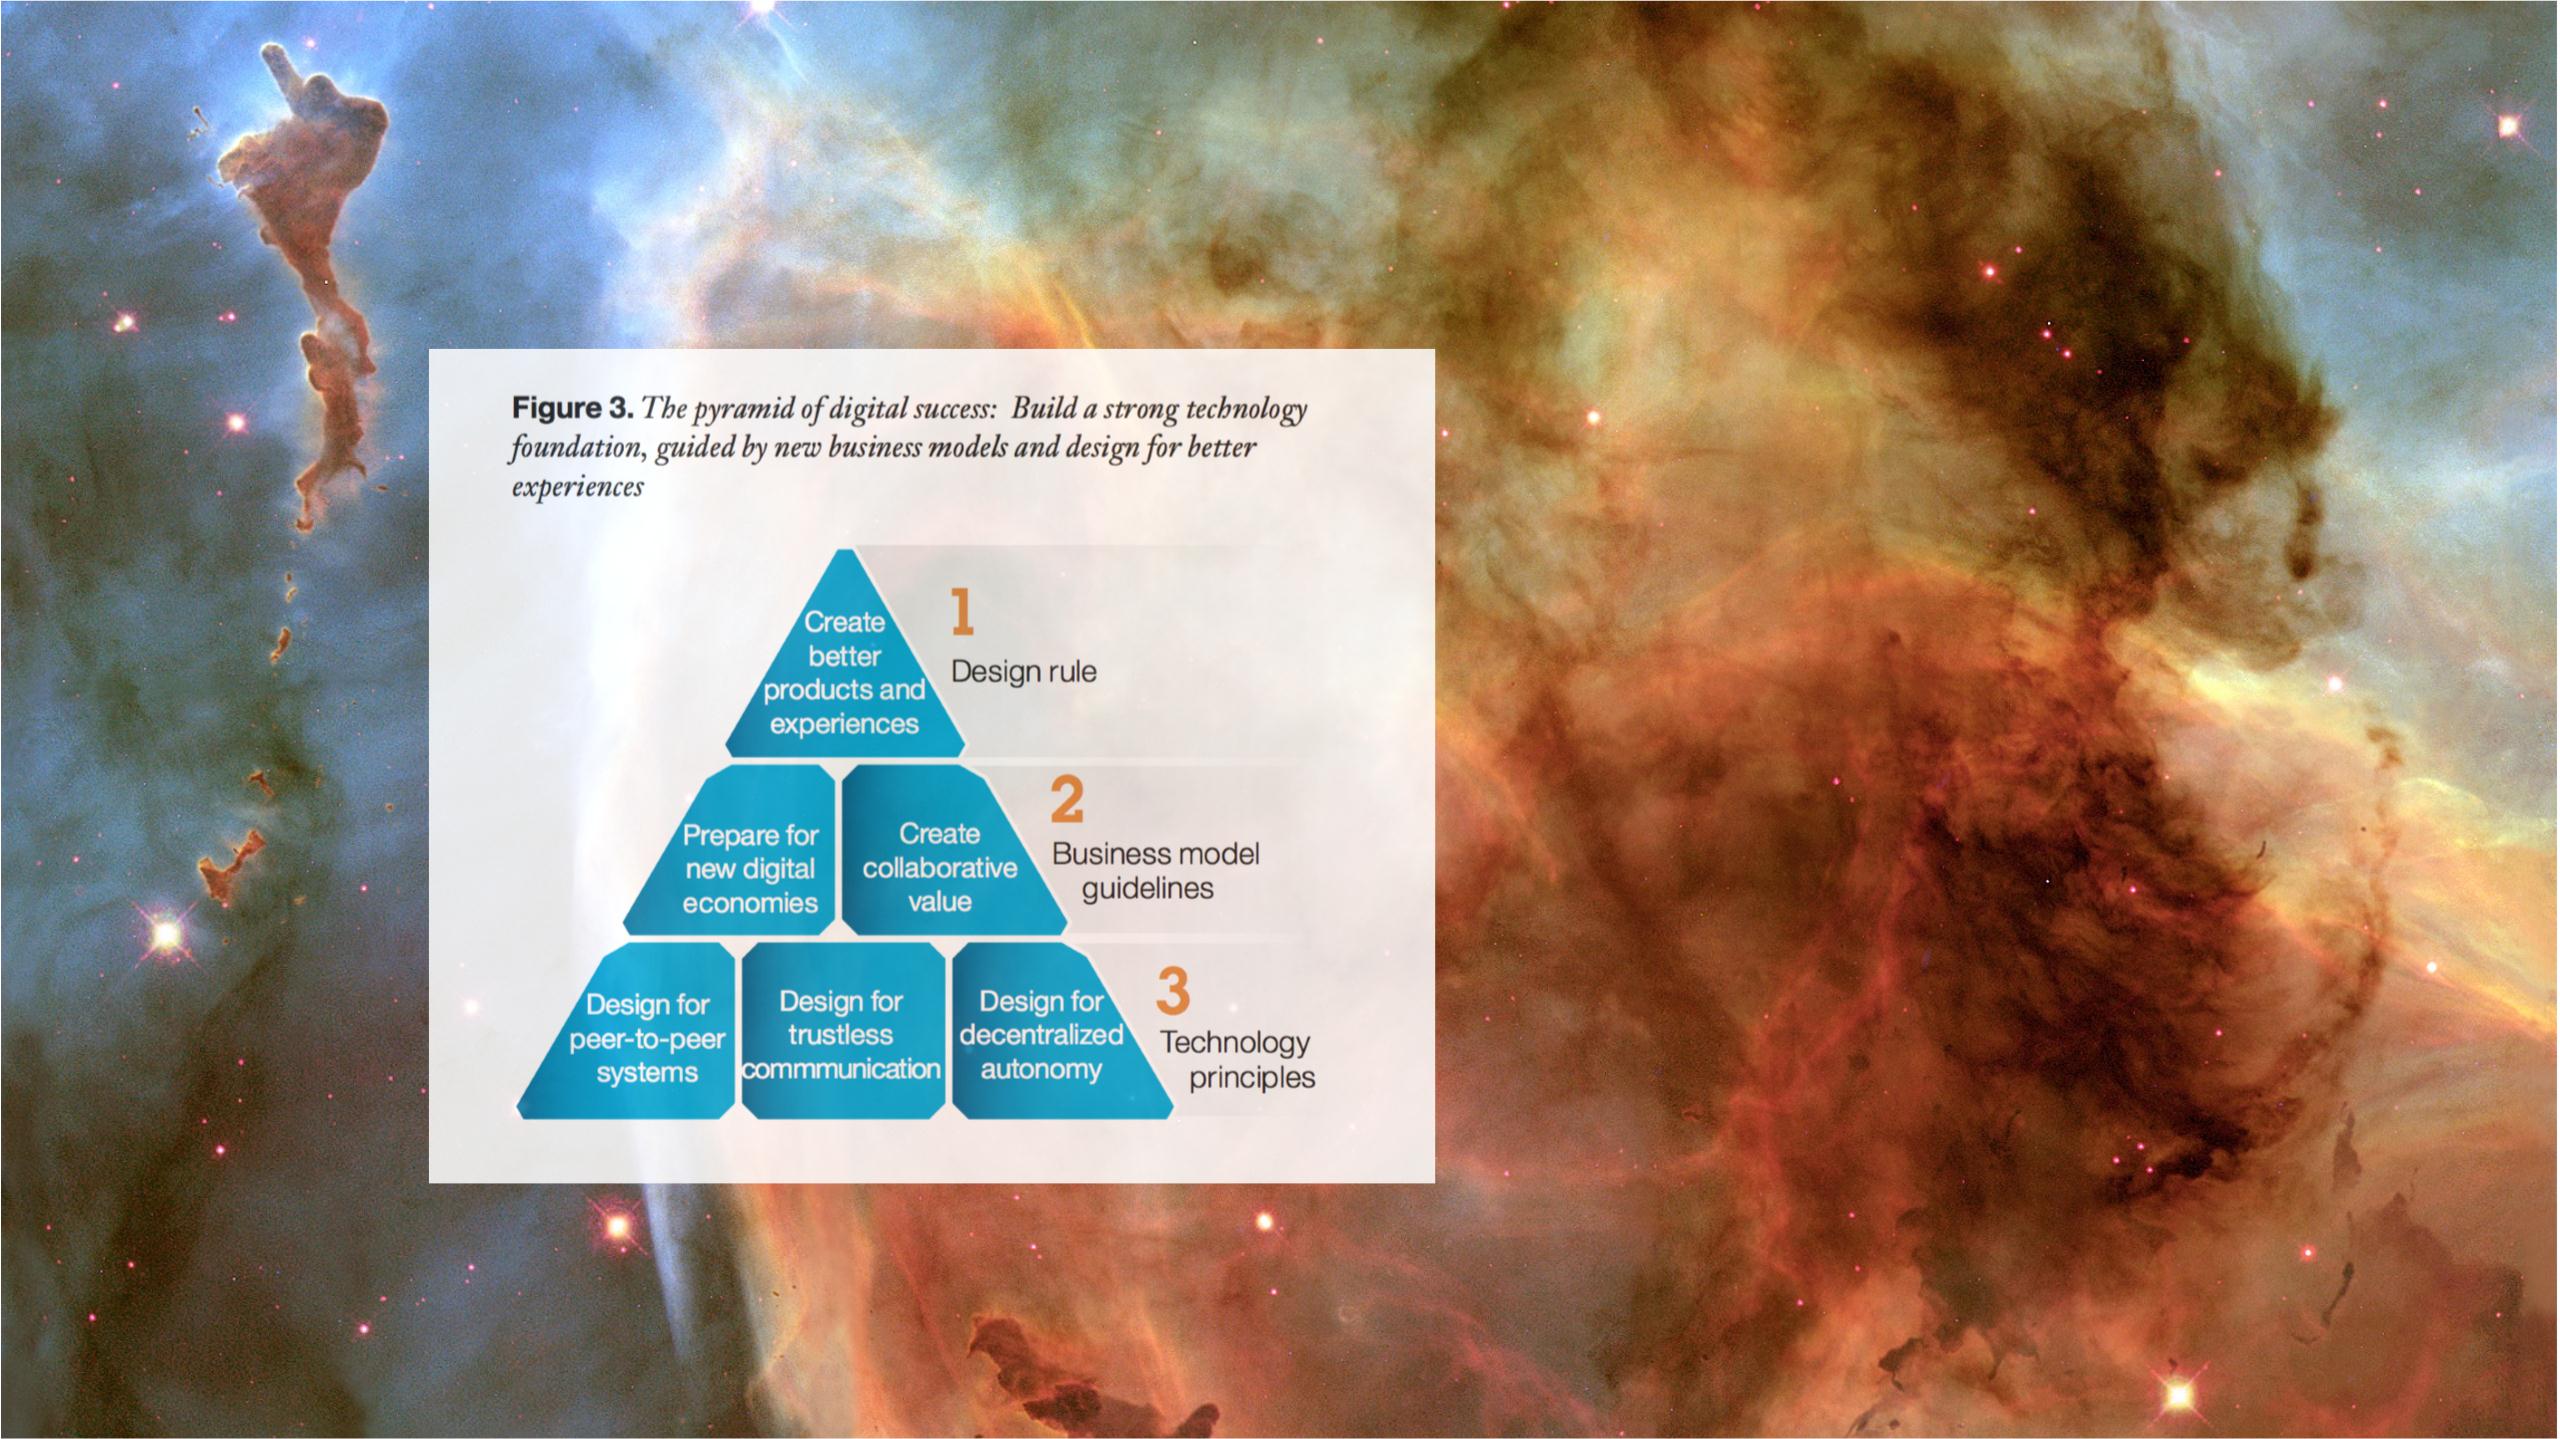 Figure 3. The pyramid of digital success: Build a strong technology
foundation, guided by new business models and design for better
experiences
Create
better
products and
experiences
1
Design rule
Prepare for
new digital
economies
Create
collaborative
value
2
Business model
guidelines
Design for
peer-to-peer
systems
Design for
trustless
commmunication
Design for
decentralized
autonomy
3
Technology
principles